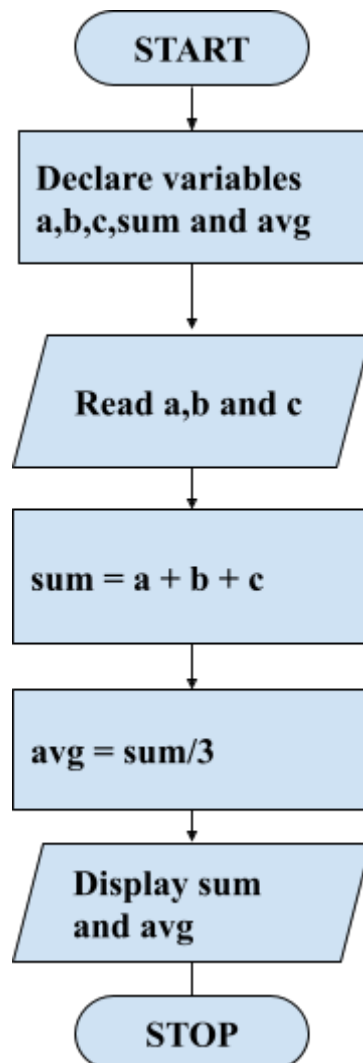 START
Declare variables
a,b,c,sum and avg
Read a,b and c
sum = a + b + c
avg = sum/3
Display sum
and avg
STOP